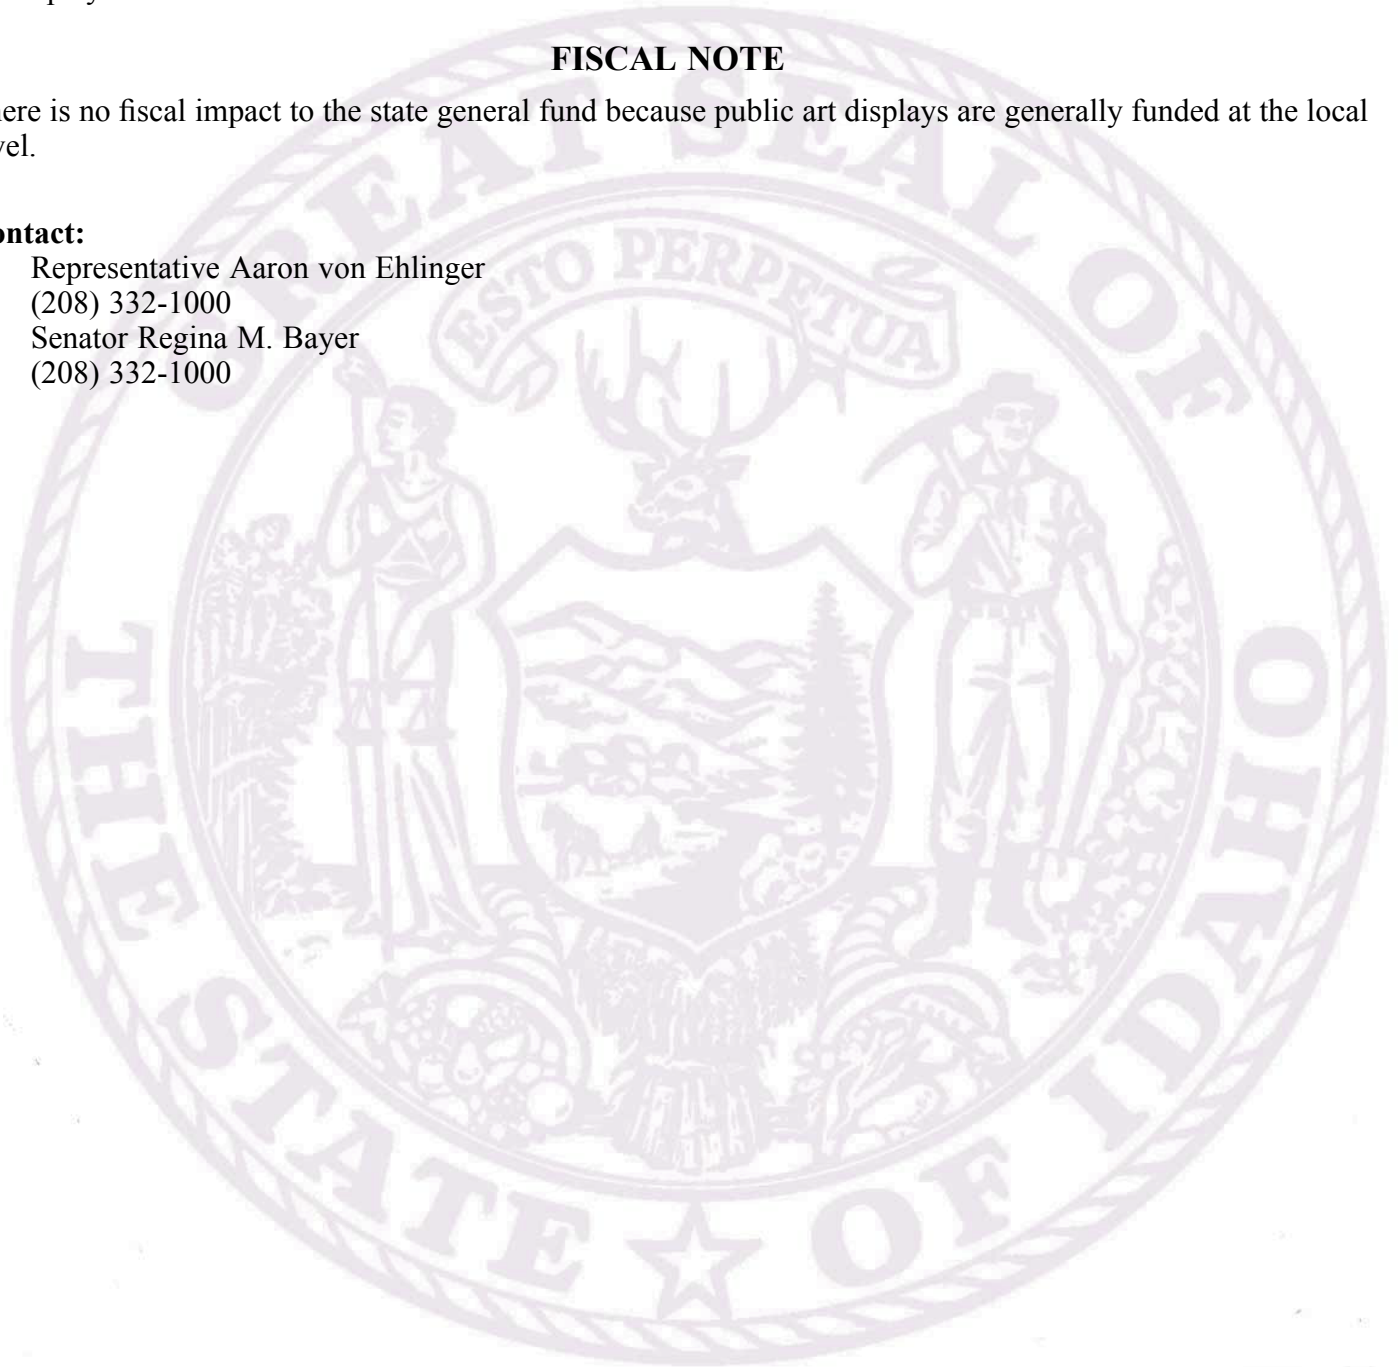 FISCAL NOTE
here is no fiscal impact to the state general fund because public art displays are generally funded at the local
vel.
ontact:
Representative Aaron von Ehlinger
(208) 332-1000
Senator Regina M. Bayer
(208) 332-1000
GREAT SEAL OF
THE STATE OF IDAHO
ESTO PERPETUA